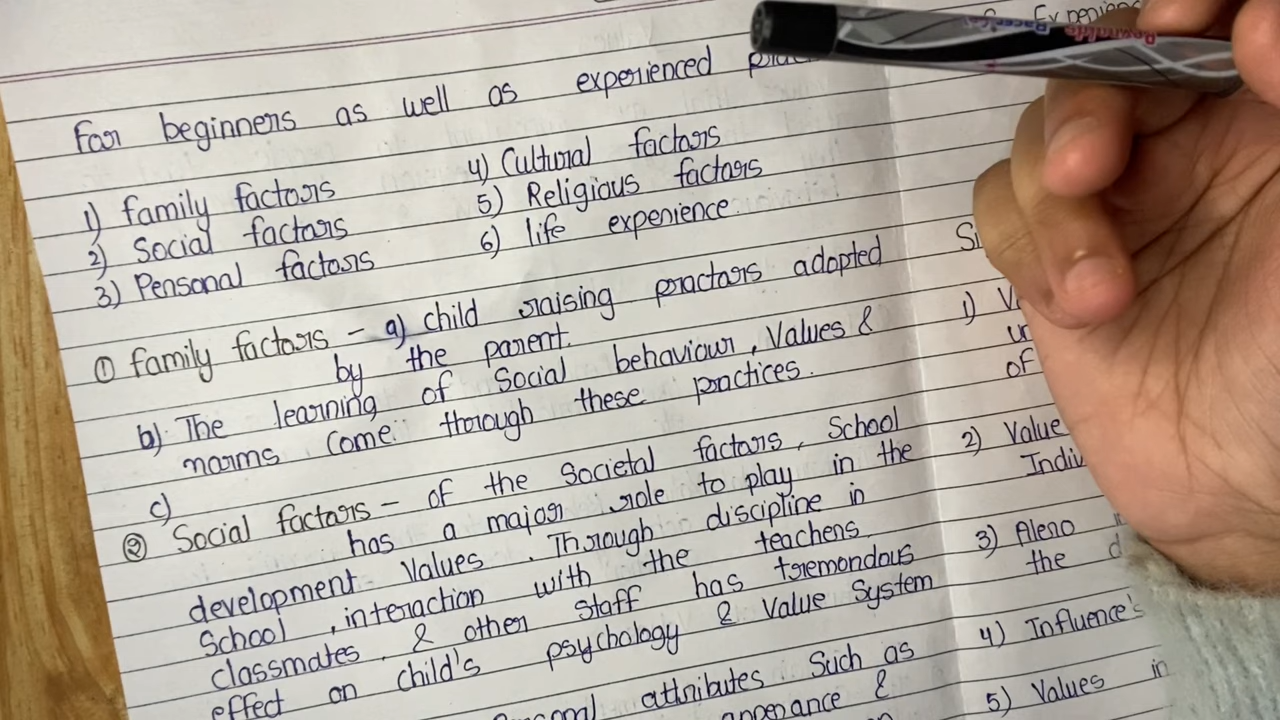 For beginners as well as experienced
1) family factors
2) Social factors
3) Personal factors
4) Cultural factors
5) Religious factors
6) life experience.
① family factors - a) child raising practors adopted
by the parent.
b) The learning of Social behaviour, Values &
norms come through these practices.
c)
② Social factors - of the Societal factors, School
has a major role to play in the
development Values. Through discipline in
School, interaction with the teachers,
classmates & other Staff has tremondous
effect on child's psychology & Value System
attributes Such as
&
1)
of
2) Value
3)
the
4) Influence's
5) Values in